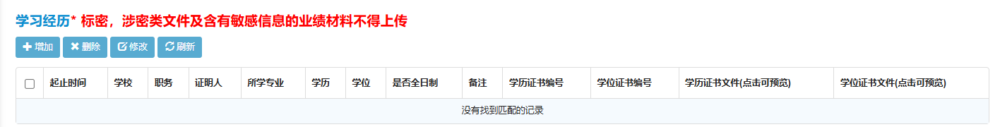 学习经历* 标密，涉密类文件及含有敏感信息的业绩材料不得上传
增加 删除 修改 刷新
起止时间 学校 职务 证明人 所学专业 学历 学位 是否全日制 备注 学历证书编号 学位证书编号 学历证书文件(点击可预览) 学位证书文件(点击可预览)
没有找到匹配的记录